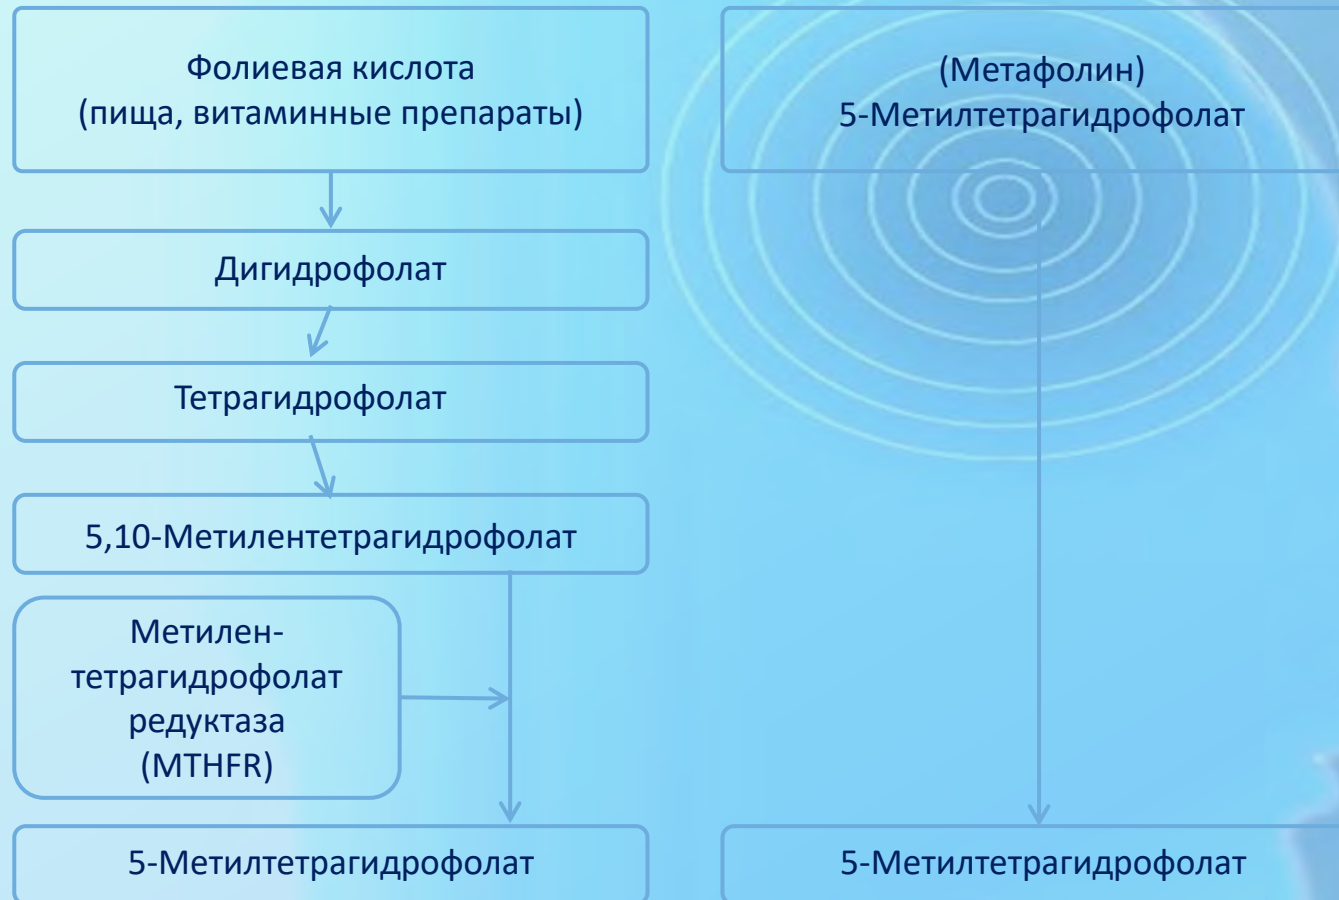 Фолиевая кислота
(пища, витаминные препараты)
Дигидрофолат
Тетрагидрофолат
5,10-Метилентетрагидрофолат
Метилен-
тетрагидрофолат
редуктаза
(MTHFR)
5-Метилтетрагидрофолат
(Метафолин)
5-Метилтетрагидрофолат
5-Метилтетрагидрофолат